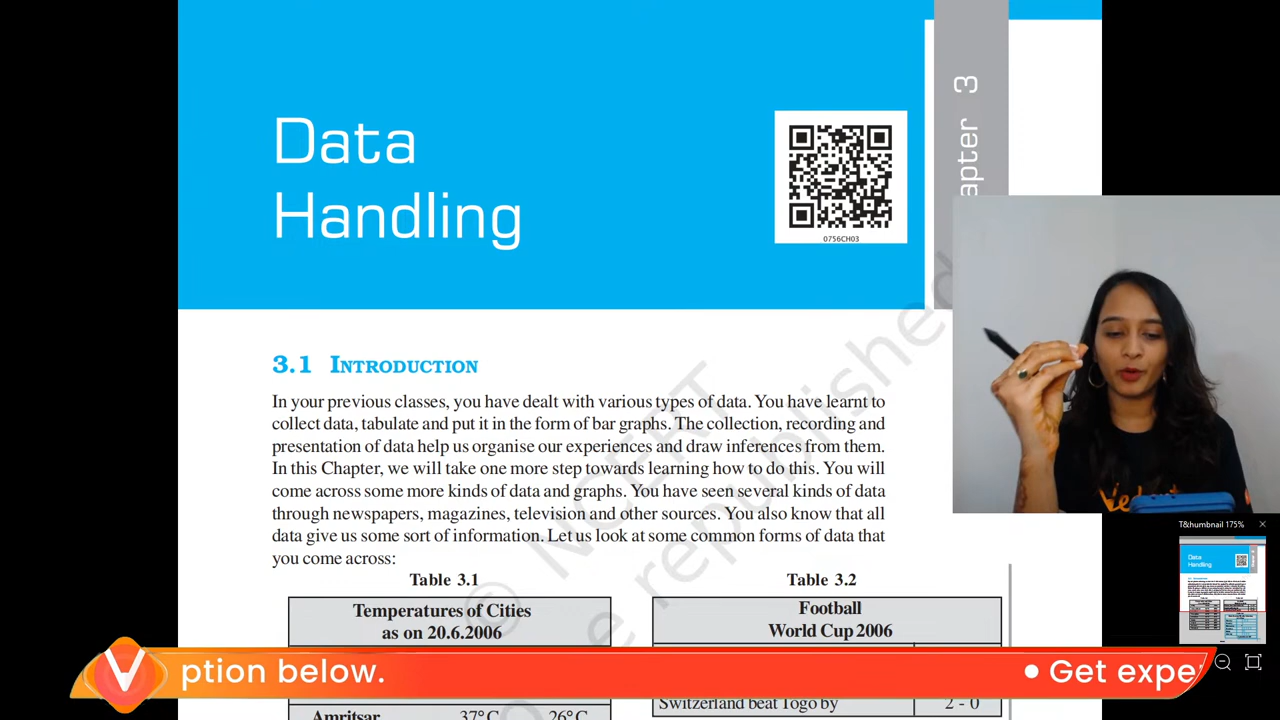 Data
Handling
0756CH03
apter 3
3.1 INTRODUCTION
In your previous classes, you have dealt with various types of data. You have learnt to
collect data, tabulate and put it in the form of bar graphs. The collection, recording and
presentation of data help us organise our experiences and draw inferences from them.
In this Chapter, we will take one more step towards learning how to do this. You will
come across some more kinds of data and graphs. You have seen several kinds of data
through newspapers, magazines, television and other sources. You also know that all
data give us some sort of information. Let us look at some common forms of data that
you come across:
Table 3.1
Temperatures of Cities
as on 20.6.2006
Amritsar 37°C 26°C
Table 3.2
Football
World Cup 2006
Switzerland beat Togo by 2 - 0
© NCERT
e republished
T&humbnail 175%
ption below.
• Get expe